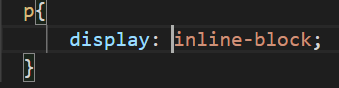 p{
display: inline-block;
}